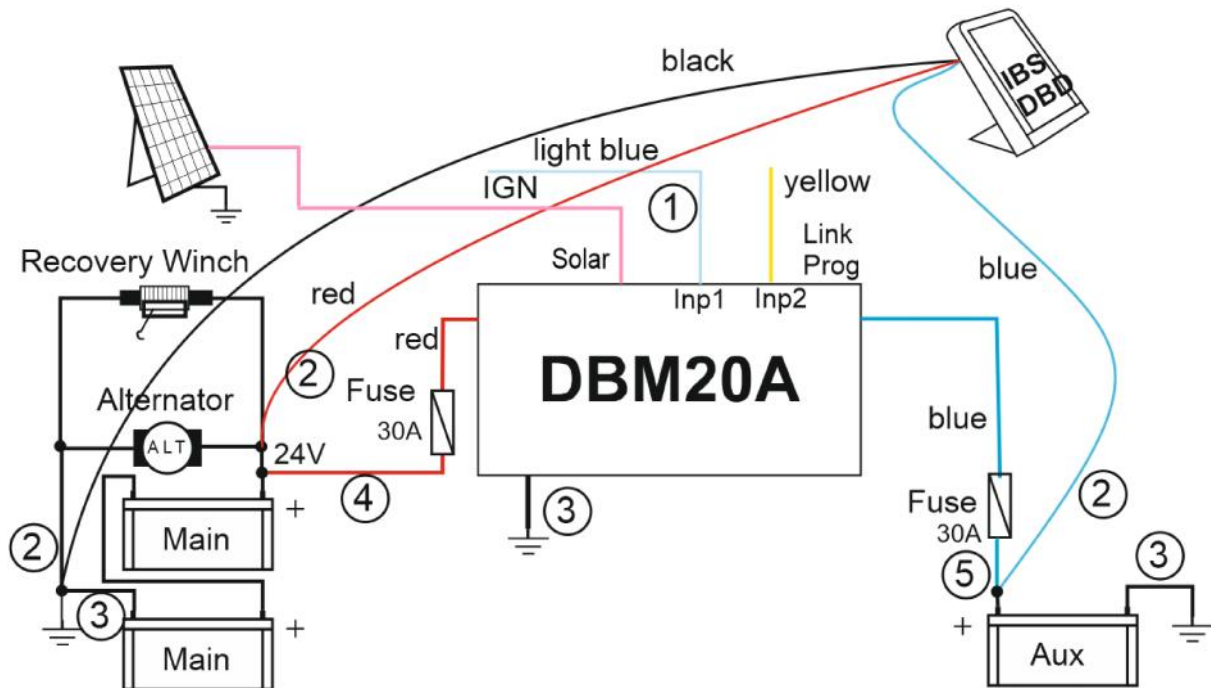 black
IBS
DBD
light blue
IGN
1
yellow
Link
Prog
Solar
Inp1
Inp2
Recovery Winch
red
blue
red
2
DBM20A
Fuse
30A
Alternator
ALT
24V
blue
4
3
2
Fuse
30A
+
Main
2
5
3
3
+
Main
+
Aux